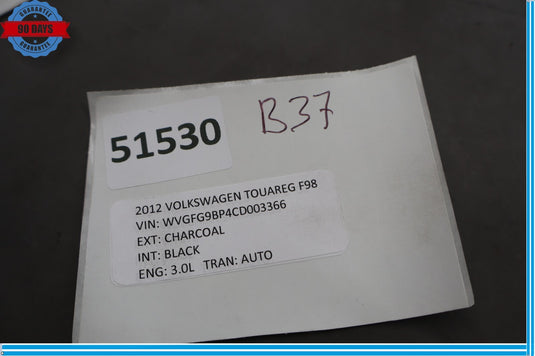 GUARANTEE
90 DAYS
GUARANTEE
51530
B37
2012 VOLKSWAGEN TOUAREG F98
VIN: WVGFG9BP4CD003366
EXT: CHARCOAL
INT: BLACK
ENG: 3.0L TRAN: AUTO